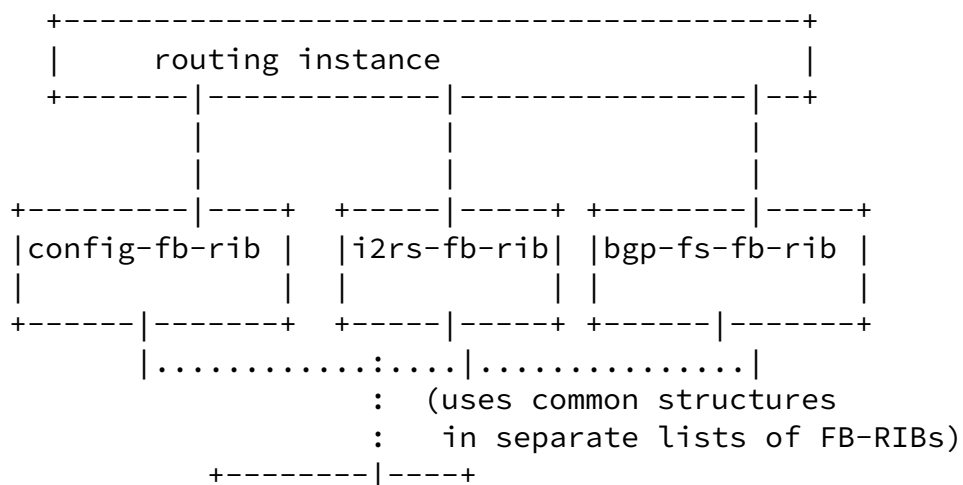 +---------------------------------------+
| routing instance |
+-------|-------------|----------------|--+
| | |
| | |
+---------|----+ +-----|-----+ +--------|-----+
|config-fb-rib | |i2rs-fb-rib| |bgp-fs-fb-rib |
| | | | | |
+------|-------+ +-----|-----+ +------|-------+
|............:....|...............|
: (uses common structures
: in separate lists of FB-RIBs)
+--------|----+